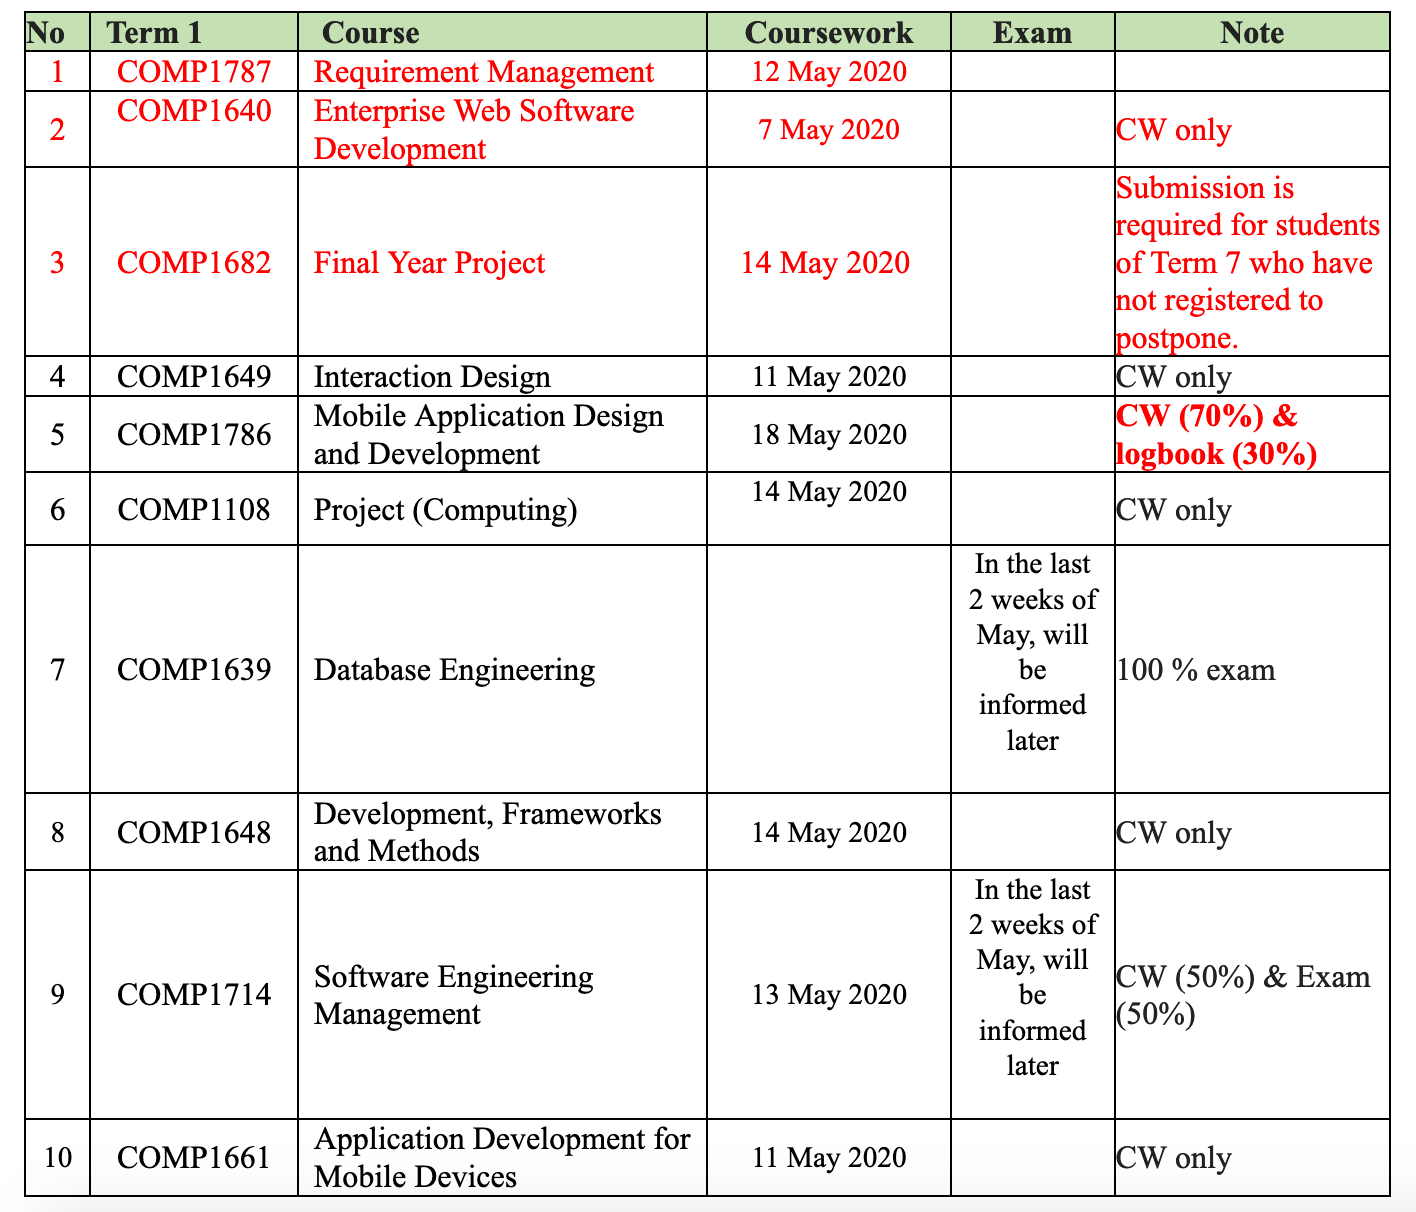 No Term 1 Course Coursework Exam Note
1 COMP1787 Requirement Management 12 May 2020
2 COMP1640 Enterprise Web Software
Development 7 May 2020 CW only
3 COMP1682 Final Year Project 14 May 2020 Submission is
required for students
of Term 7 who have
not registered to
postpone.
4 COMP1649 Interaction Design 11 May 2020 CW only
5 COMP1786 Mobile Application Design
and Development 18 May 2020 CW (70%) &
logbook (30%)
6 COMP1108 Project (Computing) 14 May 2020 CW only
7 COMP1639 Database Engineering In the last
2 weeks of
May, will
be
informed
later
100 % exam
8 COMP1648 Development, Frameworks
and Methods 14 May 2020 CW only
9 COMP1714 Software Engineering
Management 13 May 2020 In the last
2 weeks of
May, will
be
informed
later
CW (50%) & Exam
(50%)
10 COMP1661 Application Development for
Mobile Devices 11 May 2020 CW only